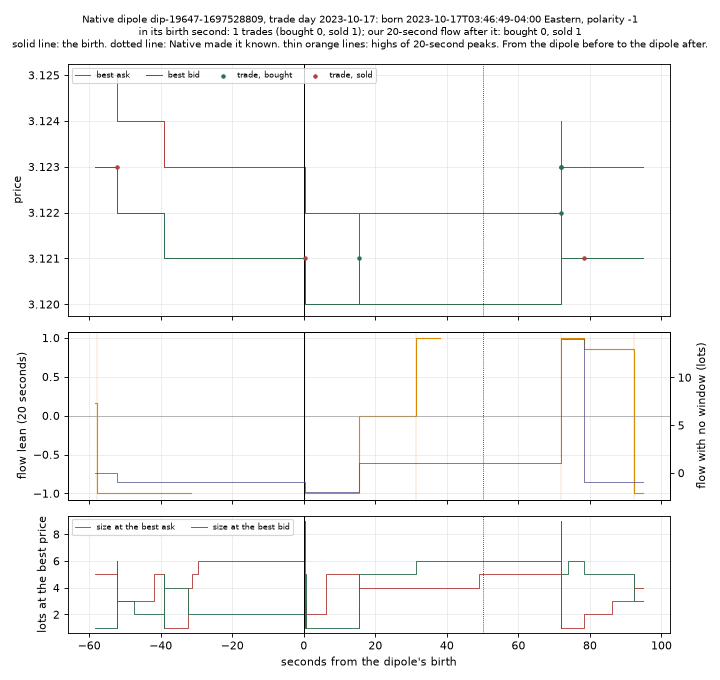 Native dipole dip-19647-1697528809, trade day 2023-10-17: born 2023-10-17T03:46:49-04:00 Eastern, polarity -1
in its birth second: 1 trades (bought 0, sold 1); our 20-second flow after it: bought 0, sold 1
solid line: the birth. dotted line: Native made it known. thin orange lines: highs of 20-second peaks. From the dipole before to the dipole after.
best ask best bid trade, bought trade, sold
3.125
3.124
3.123
3.122
3.121
3.120
price
1.0
0.5
0.0
−0.5
−1.0
flow lean (20 seconds)
10
5
0
flow with no window (lots)
size at the best ask size at the best bid
8
6
4
2
lots at the best price
−60 −40 −20 0 20 40 60 80 100
seconds from the dipole's birth